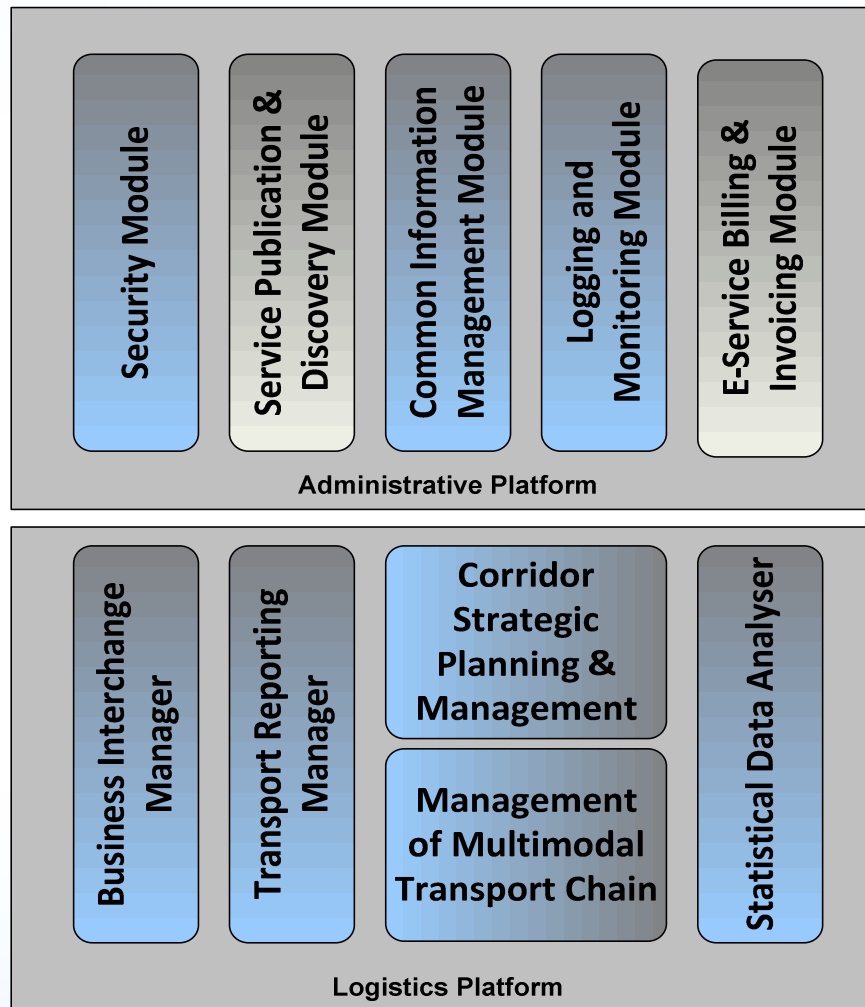 Security Module
Service Publication &
Discovery Module
Common Information
Management Module
Logging and
Monitoring Module
E-Service Billing &
Invoicing Module
Administrative Platform
Business Interchange
Manager
Transport Reporting
Manager
Corridor
Strategic
Planning &
Management
Management
of Multimodal
Transport Chain
Statistical Data Analyser
Logistics Platform